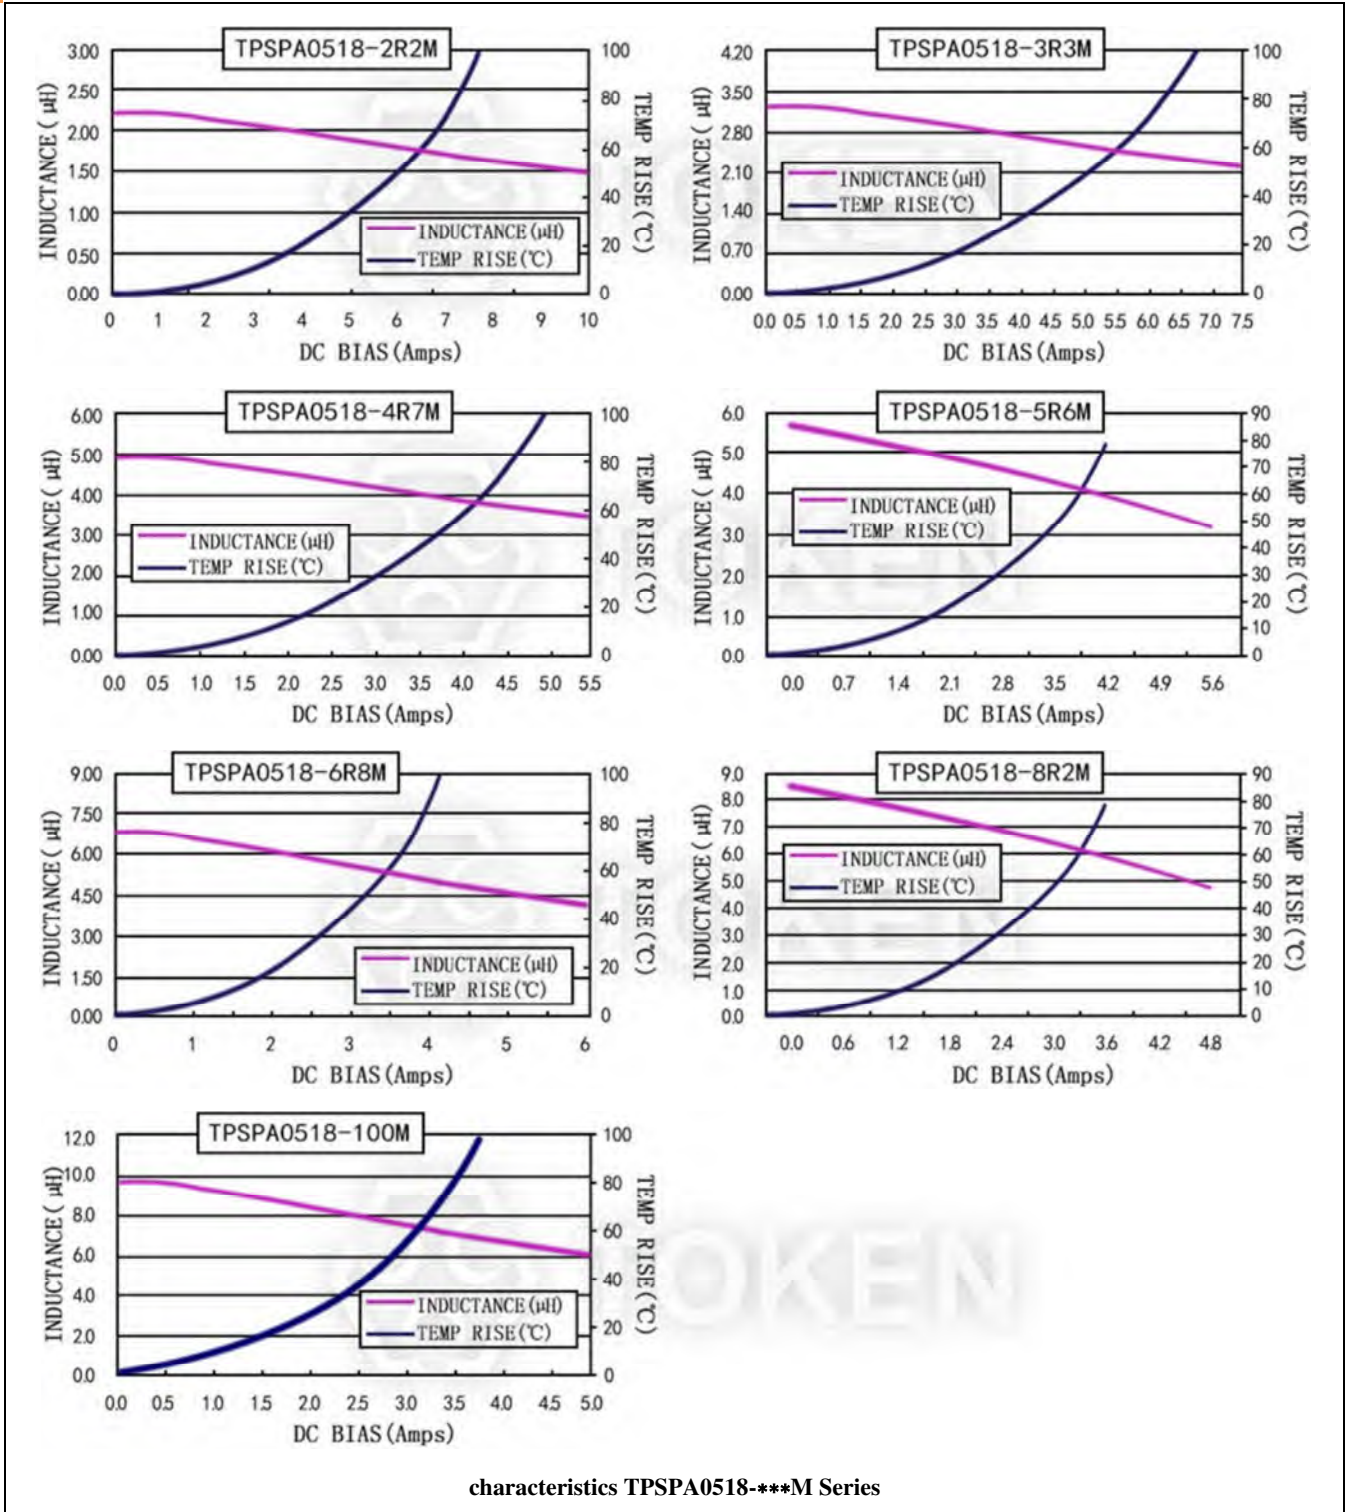 TPSPA0518-2R2M
INDUCTANCE( μH)
3.00
2.50
2.00
1.50
1.00
0.50
0.00
100
80
60
40
20
0
TEMP RISE(℃)
INDUCTANCE(μH)
TEMP RISE(℃)
0 1 2 3 4 5 6 7 8 9 10
DC BIAS(Amps)
TPSPA0518-3R3M
INDUCTANCE( μH)
4.20
3.50
2.80
2.10
1.40
0.70
0.00
100
80
60
40
20
0
TEMP RISE(℃)
INDUCTANCE(μH)
TEMP RISE(℃)
0.0 0.5 1.0 1.5 2.0 2.5 3.0 3.5 4.0 4.5 5.0 5.5 6.0 6.5 7.0 7.5
DC BIAS(Amps)
TPSPA0518-4R7M
INDUCTANCE( μH)
6.00
5.00
4.00
3.00
2.00
1.00
0.00
100
80
60
40
20
0
TEMP RISE(℃)
INDUCTANCE(μH)
TEMP RISE(℃)
0.0 0.5 1.0 1.5 2.0 2.5 3.0 3.5 4.0 4.5 5.0 5.5
DC BIAS(Amps)
TPSPA0518-5R6M
INDUCTANCE( μH)
6.0
5.0
4.0
3.0
2.0
1.0
0.0
90
80
70
60
50
40
30
20
10
0
TEMP RISE(℃)
INDUCTANCE(μH)
TEMP RISE(℃)
0.0 0.7 1.4 2.1 2.8 3.5 4.2 4.9 5.6
DC BIAS(Amps)
TPSPA0518-6R8M
INDUCTANCE( μH)
9.00
7.50
6.00
4.50
3.00
1.50
0.00
100
80
60
40
20
0
TEMP RISE(℃)
INDUCTANCE(μH)
TEMP RISE(℃)
0 1 2 3 4 5 6
DC BIAS(Amps)
TPSPA0518-8R2M
INDUCTANCE( μH)
9.0
8.0
7.0
6.0
5.0
4.0
3.0
2.0
1.0
0.0
90
80
70
60
50
40
30
20
10
0
TEMP RISE(℃)
INDUCTANCE(μH)
TEMP RISE(℃)
0.0 0.6 1.2 1.8 2.4 3.0 3.6 4.2 4.8
DC BIAS(Amps)
TPSPA0518-100M
INDUCTANCE( μH)
12.0
10.0
8.0
6.0
4.0
2.0
0.0
100
80
60
40
20
0
TEMP RISE(℃)
INDUCTANCE(μH)
TEMP RISE(℃)
0.0 0.5 1.0 1.5 2.0 2.5 3.0 3.5 4.0 4.5 5.0
DC BIAS(Amps)
TOKEN
TOKEN
TOKEN
TOKEN
characteristics TPSPA0518-***M Series